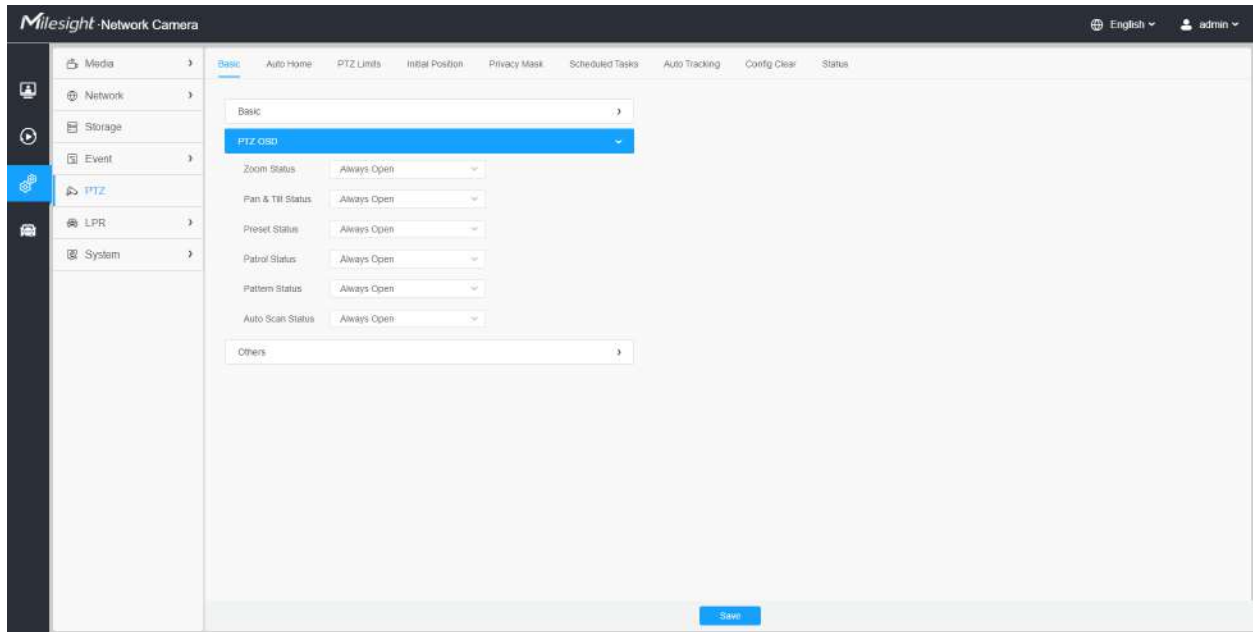 Milesight · Network Camera
English
admin
Media
Network
Storage
Event
PTZ
LPR
System
Basic Auto Home PTZ Limits Initial Position Privacy Mask Scheduled Tasks Auto Tracking Config Clear Status
Basic
PTZ OSD
Zoom Status Always Open
Pan & Tilt Status Always Open
Preset Status Always Open
Patrol Status Always Open
Pattern Status Always Open
Auto Scan Status Always Open
Others
Save